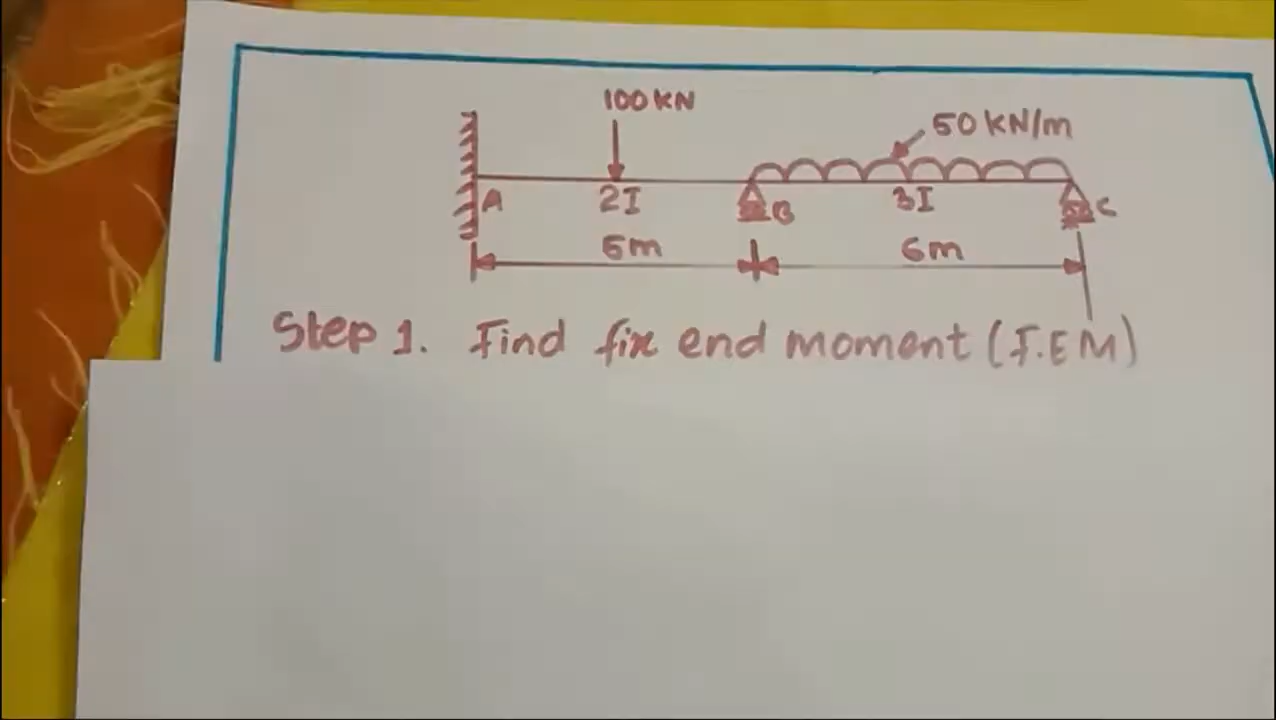 100 KN
50 KN/m
A 2I B 3I C
5m 6m
Step 1. Find fix end moment (F.E M)